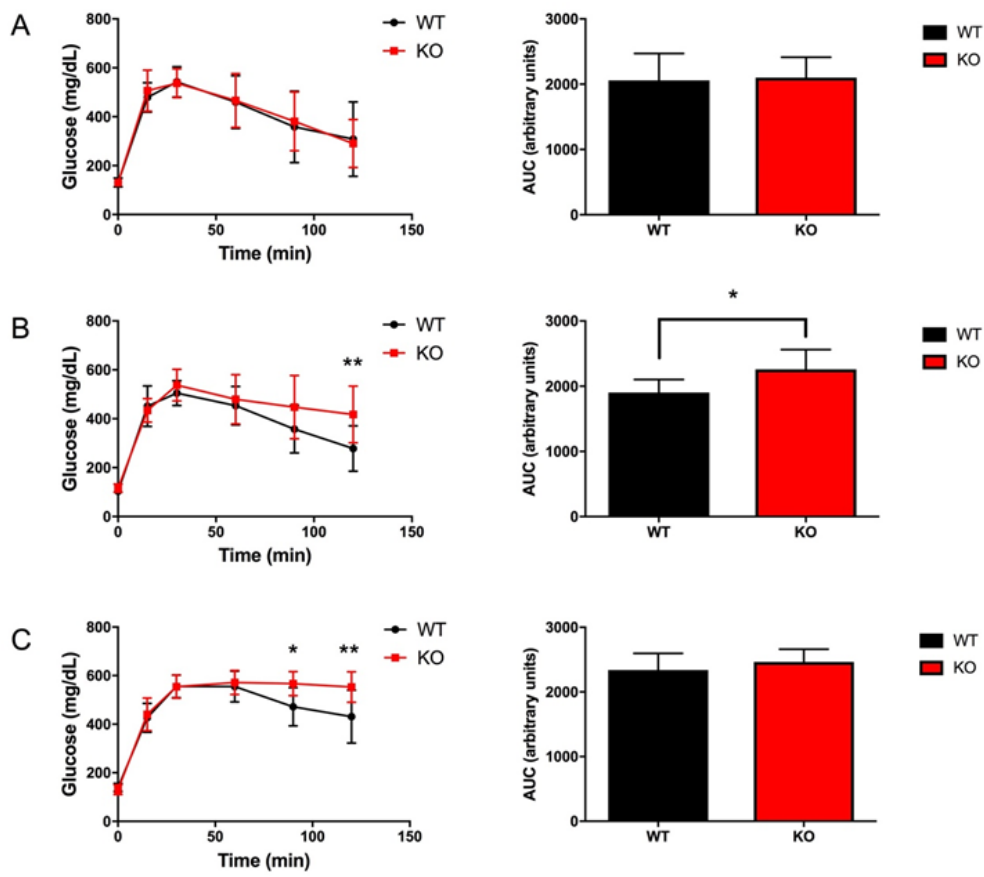 A
Glucose (mg/dL)
800
600
400
200
0
0 50 100 150
Time (min)
WT
KO
AUC (arbitrary units)
3000
2000
1000
0
WT KO
WT
KO
B
Glucose (mg/dL)
800
600
400
200
0
0 50 100 150
Time (min)
WT
KO
**
AUC (arbitrary units)
3000
2000
1000
0
WT KO
*
WT
KO
C
Glucose (mg/dL)
800
600
400
200
0
0 50 100 150
Time (min)
WT
KO
* **
AUC (arbitrary units)
3000
2000
1000
0
WT KO
WT
KO